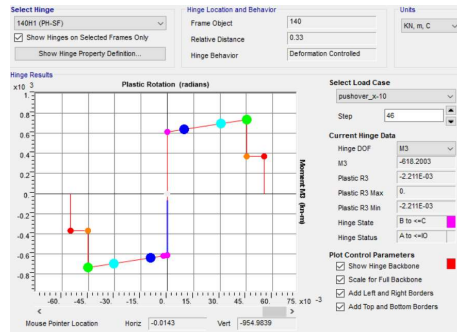 Select Hinge
140H1 (PH-SF)
Show Hinges on Selected Frames Only
Show Hinge Property Definition...
Hinge Location and Behavior
Frame Object 140
Relative Distance 0.33
Hinge Behavior Deformation Controlled
Units
KN, m, C
Hinge Results
x10 3
Plastic Rotation (radians)
0.8
0.6
0.4
0.2
0.
-0.2
-0.4
-0.6
-0.8
Moment M3 (kn-m)
-60. -45. -30. -15. 0. 15. 30. 45. 60. 75. x10 -3
Mouse Pointer Location Horiz -0.0143 Vert -954.9839
Select Load Case
pushover_x-10
Step 46
Current Hinge Data
Hinge DOF M3
M3 -618.2003
Plastic R3 -2.211E-03
Plastic R3 Max 0.
Plastic R3 Min -2.211E-03
Hinge State B to <=C
Hinge Status A to <=IO
Plot Control Parameters
Show Hinge Backbone
Scale for Full Backbone
Add Left and Right Borders
Add Top and Bottom Borders